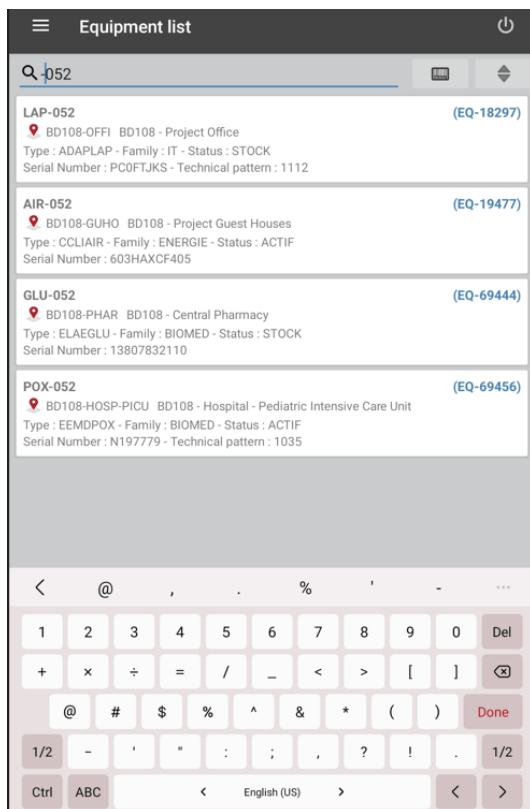 Equipment list
-052
LAP-052 (EQ-18297)
BD108-OFFI BD108 - Project Office
Type : ADAPLAP - Family : IT - Status : STOCK
Serial Number : PC0FTJKS - Technical pattern : 1112
AIR-052 (EQ-19477)
BD108-GUHO BD108 - Project Guest Houses
Type : CCLIAIR - Family : ENERGIE - Status : ACTIF
Serial Number : 603HAXCF405
GLU-052 (EQ-69444)
BD108-PHAR BD108 - Central Pharmacy
Type : ELAEGLU - Family : BIOMED - Status : STOCK
Serial Number : 13807832110
POX-052 (EQ-69456)
BD108-HOSP-PICU BD108 - Hospital - Pediatric Intensive Care Unit
Type : EEMDPOX - Family : BIOMED - Status : ACTIF
Serial Number : N197779 - Technical pattern : 1035
< @ , . % ' - ...
1 2 3 4 5 6 7 8 9 0 Del
+ × ÷ = / _ < > [ ]
@ # $ % ^ & * ( ) Done
1/2 - ' " : ; , ? ! . 1/2
Ctrl ABC < English (US) > < >